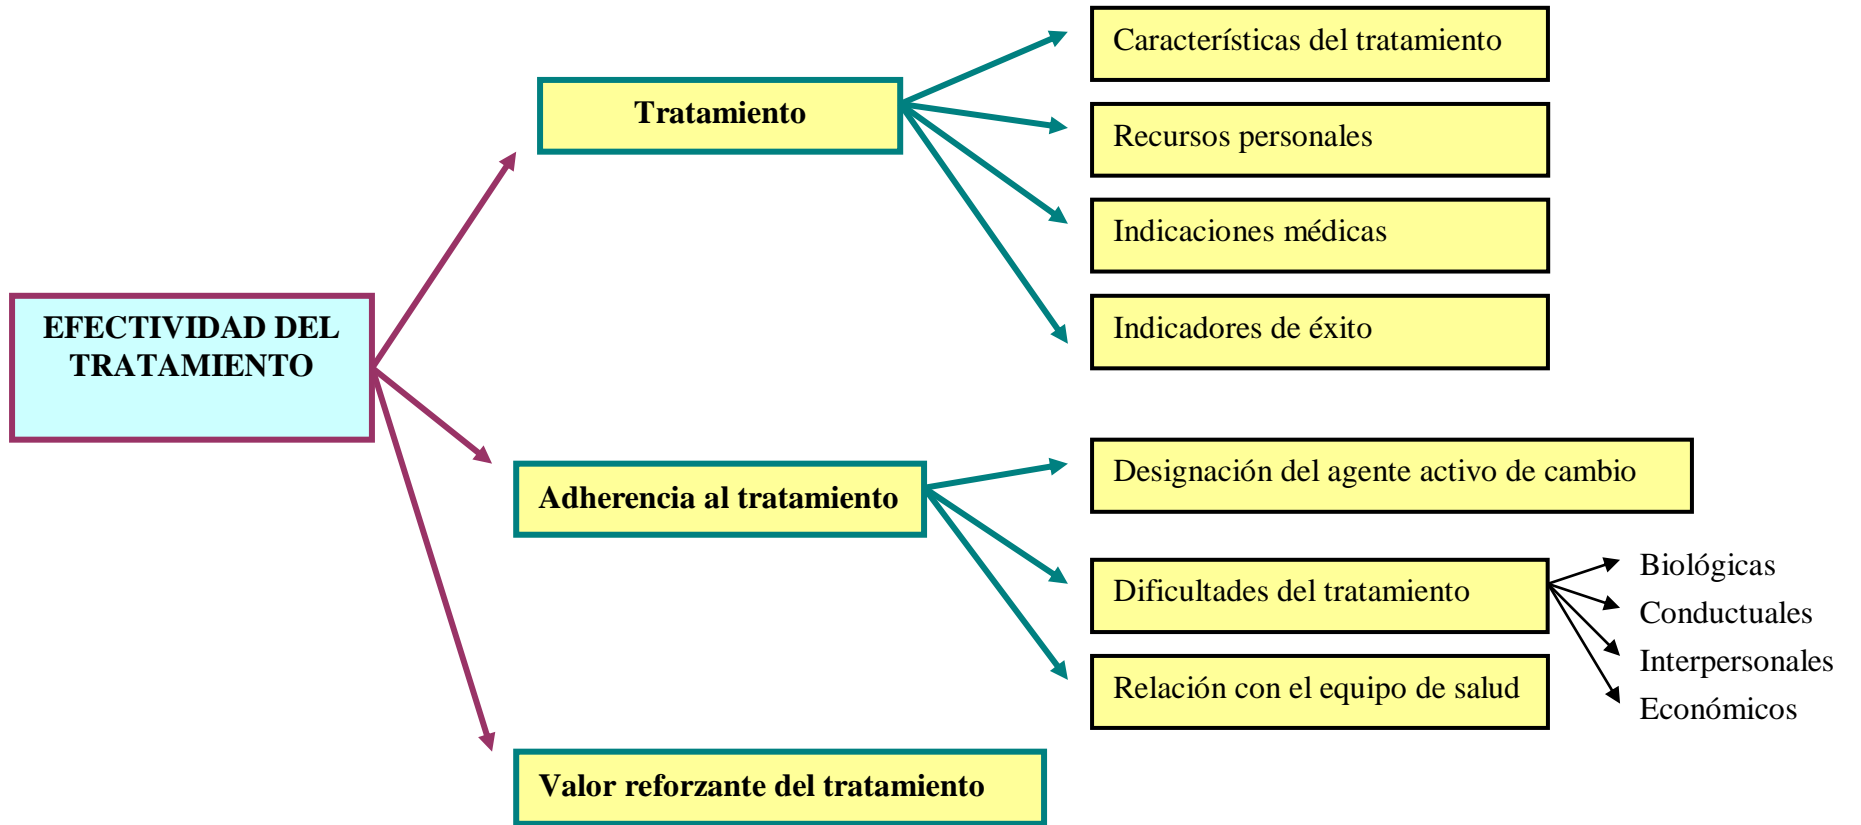 EFECTIVIDAD DEL
TRATAMIENTO
Tratamiento
Características del tratamiento
Recursos personales
Indicaciones médicas
Indicadores de éxito
Adherencia al tratamiento
Designación del agente activo de cambio
Dificultades del tratamiento
Biológicas
Conductuales
Interpersonales
Económicos
Relación con el equipo de salud
Valor reforzante del tratamiento